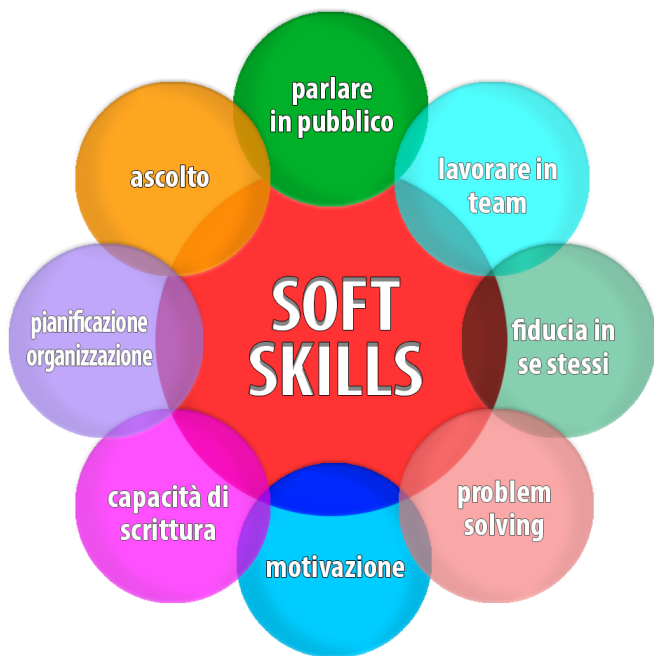 parlare
in pubblico
lavorare in
team
fiducia in
se stessi
problem
solving
motivazione
capacità di
scrittura
pianificazione
organizzazione
ascolto
SOFT
SKILLS